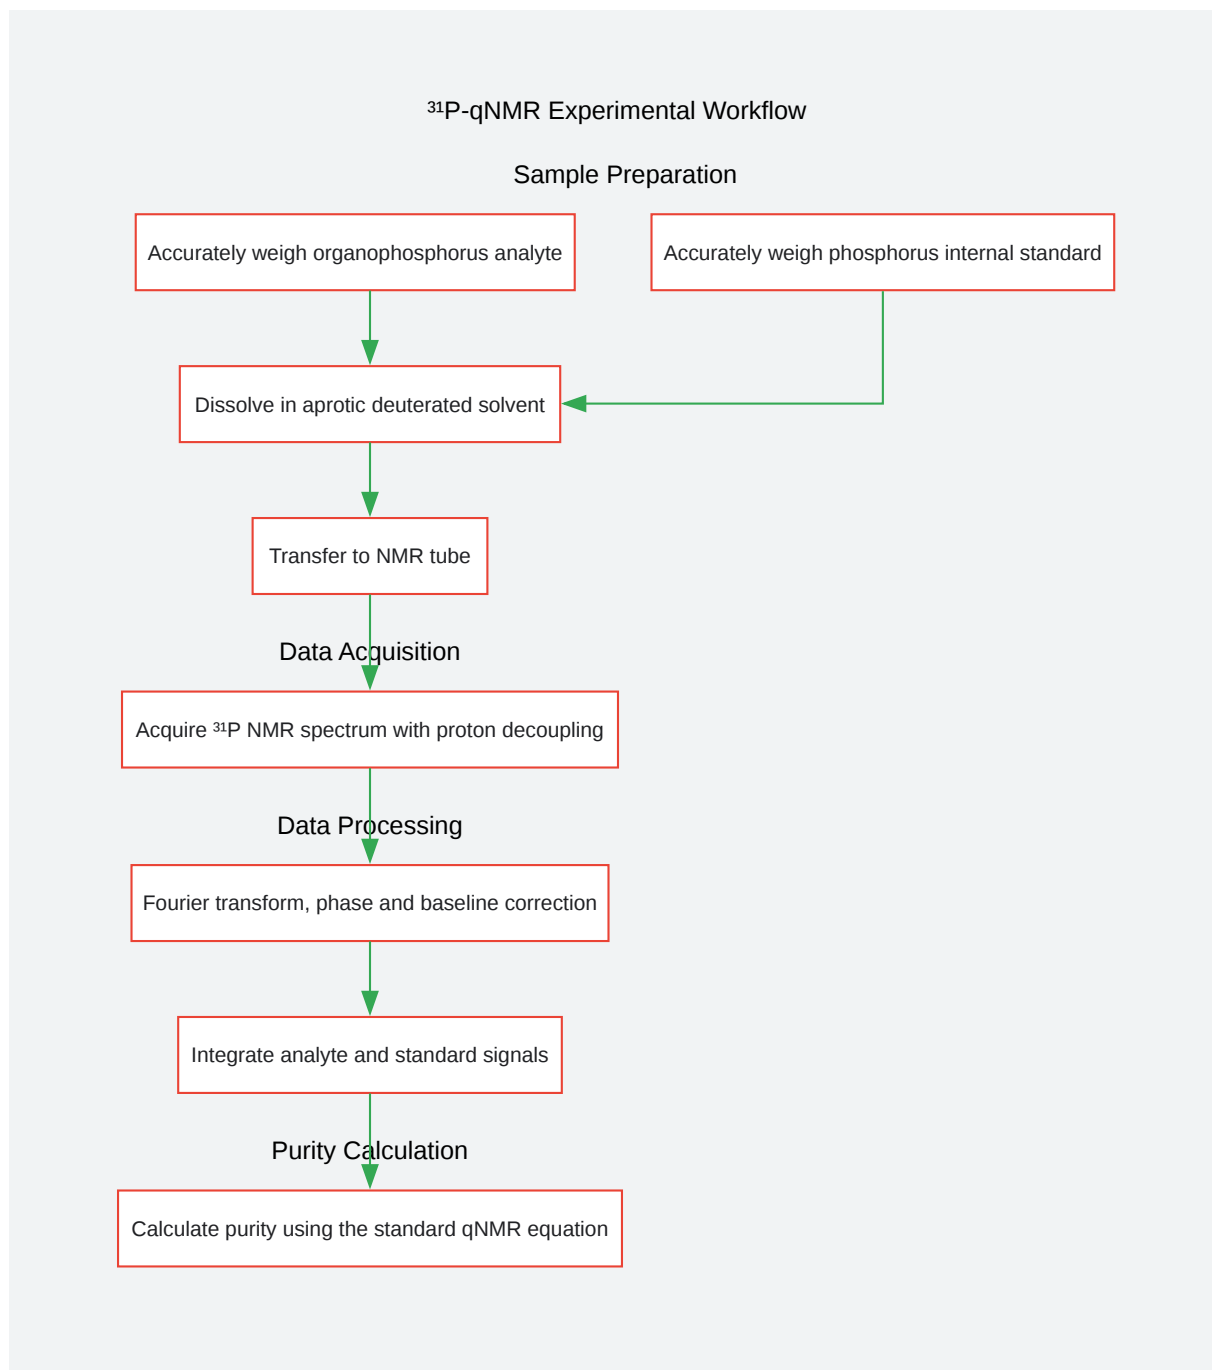 ³¹P-qNMR Experimental Workflow
Sample Preparation
Accurately weigh organophosphorus analyte
Accurately weigh phosphorus internal standard
Dissolve in aprotic deuterated solvent
Transfer to NMR tube
Data Acquisition
Acquire ³¹P NMR spectrum with proton decoupling
Data Processing
Fourier transform, phase and baseline correction
Integrate analyte and standard signals
Purity Calculation
Calculate purity using the standard qNMR equation